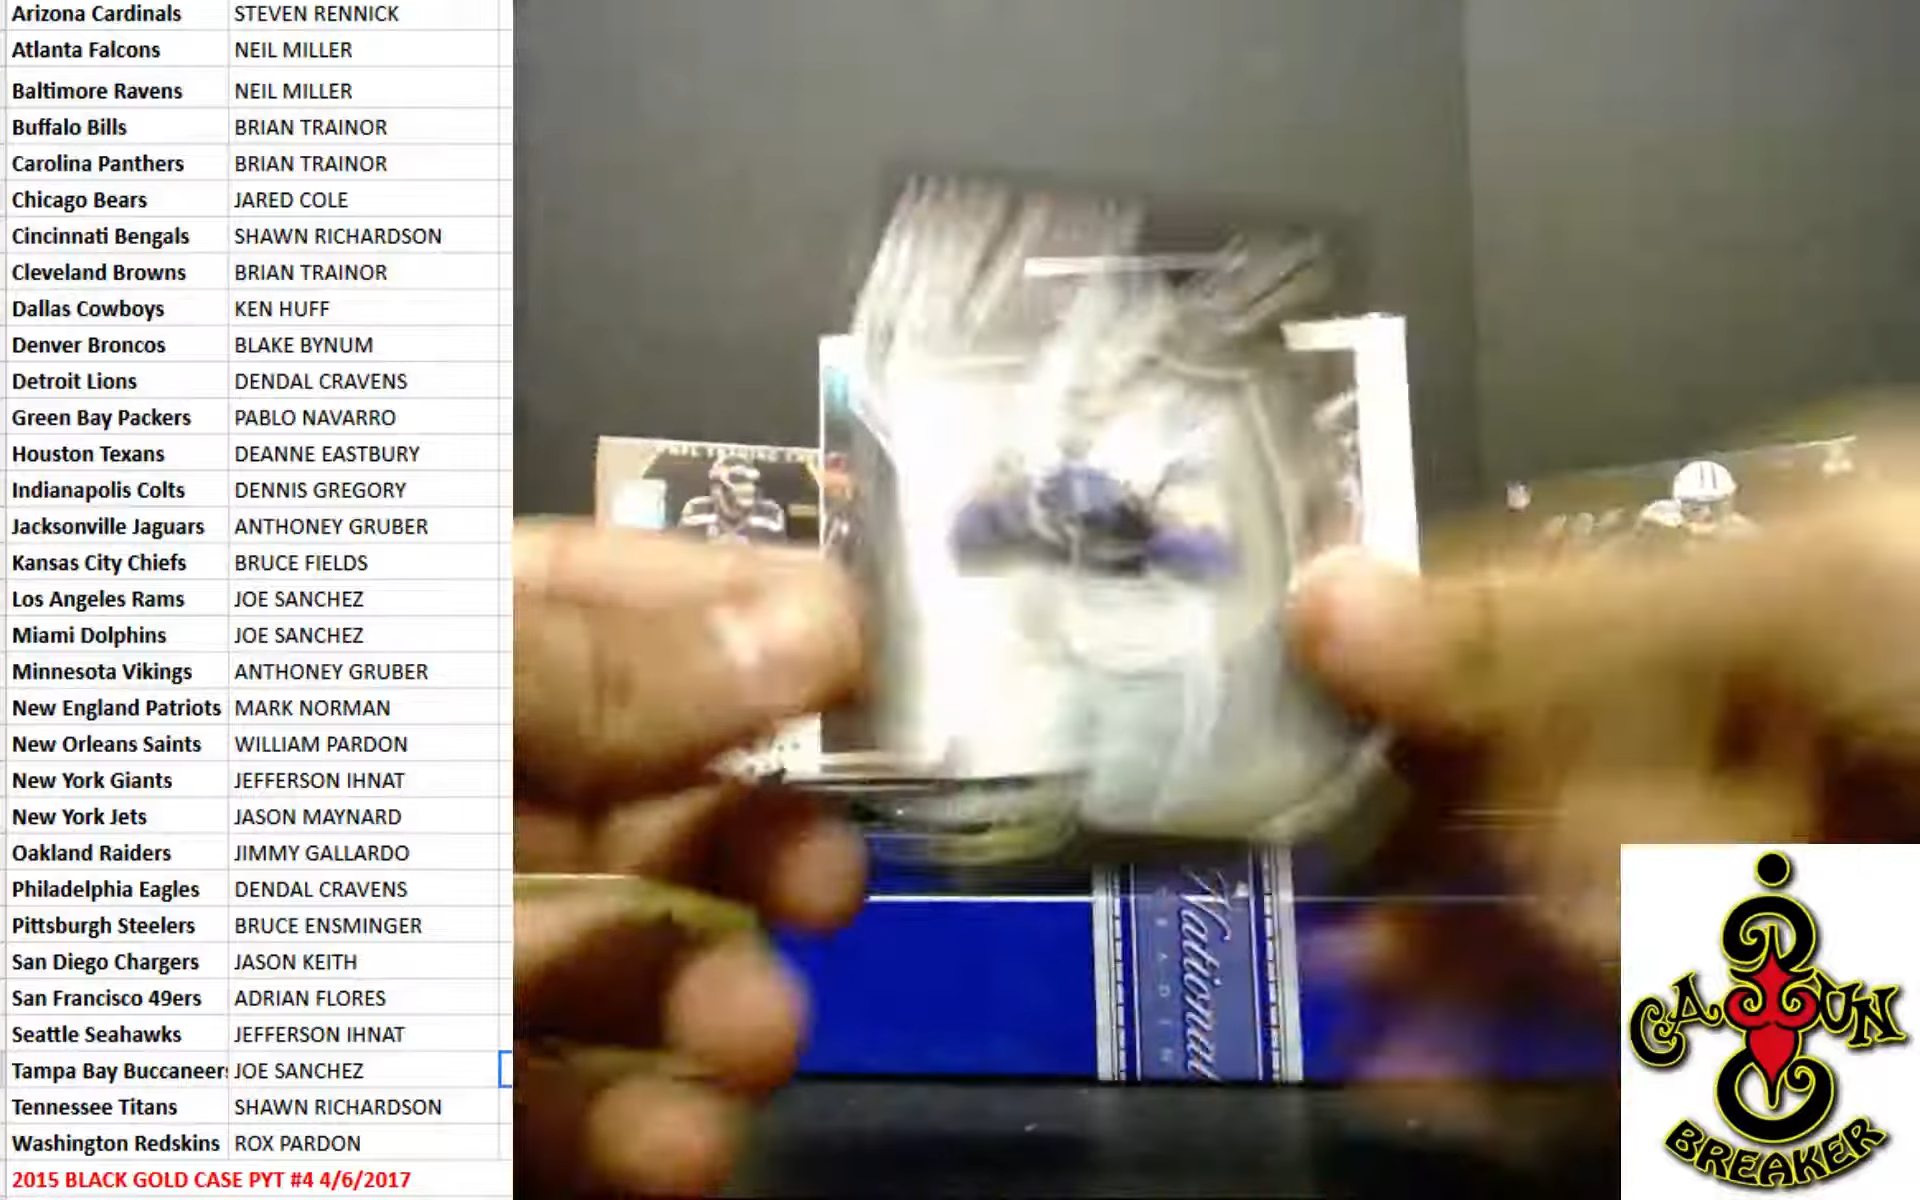 Arizona Cardinals STEVEN RENNICK
Atlanta Falcons NEIL MILLER
Baltimore Ravens NEIL MILLER
Buffalo Bills BRIAN TRAINOR
Carolina Panthers BRIAN TRAINOR
Chicago Bears JARED COLE
Cincinnati Bengals SHAWN RICHARDSON
Cleveland Browns BRIAN TRAINOR
Dallas Cowboys KEN HUFF
Denver Broncos BLAKE BYNUM
Detroit Lions DENDAL CRAVENS
Green Bay Packers PABLO NAVARRO
Houston Texans DEANNE EASTBURY
Indianapolis Colts DENNIS GREGORY
Jacksonville Jaguars ANTHONEY GRUBER
Kansas City Chiefs BRUCE FIELDS
Los Angeles Rams JOE SANCHEZ
Miami Dolphins JOE SANCHEZ
Minnesota Vikings ANTHONEY GRUBER
New England Patriots MARK NORMAN
New Orleans Saints WILLIAM PARDON
New York Giants JEFFERSON IHNAT
New York Jets JASON MAYNARD
Oakland Raiders JIMMY GALLARDO
Philadelphia Eagles DENDAL CRAVENS
Pittsburgh Steelers BRUCE ENSMINGER
San Diego Chargers JASON KEITH
San Francisco 49ers ADRIAN FLORES
Seattle Seahawks JEFFERSON IHNAT
Tampa Bay Buccaneers JOE SANCHEZ
Tennessee Titans SHAWN RICHARDSON
Washington Redskins ROX PARDON
2015 BLACK GOLD CASE PYT #4 4/6/2017
National
CAJUN
BREAKER